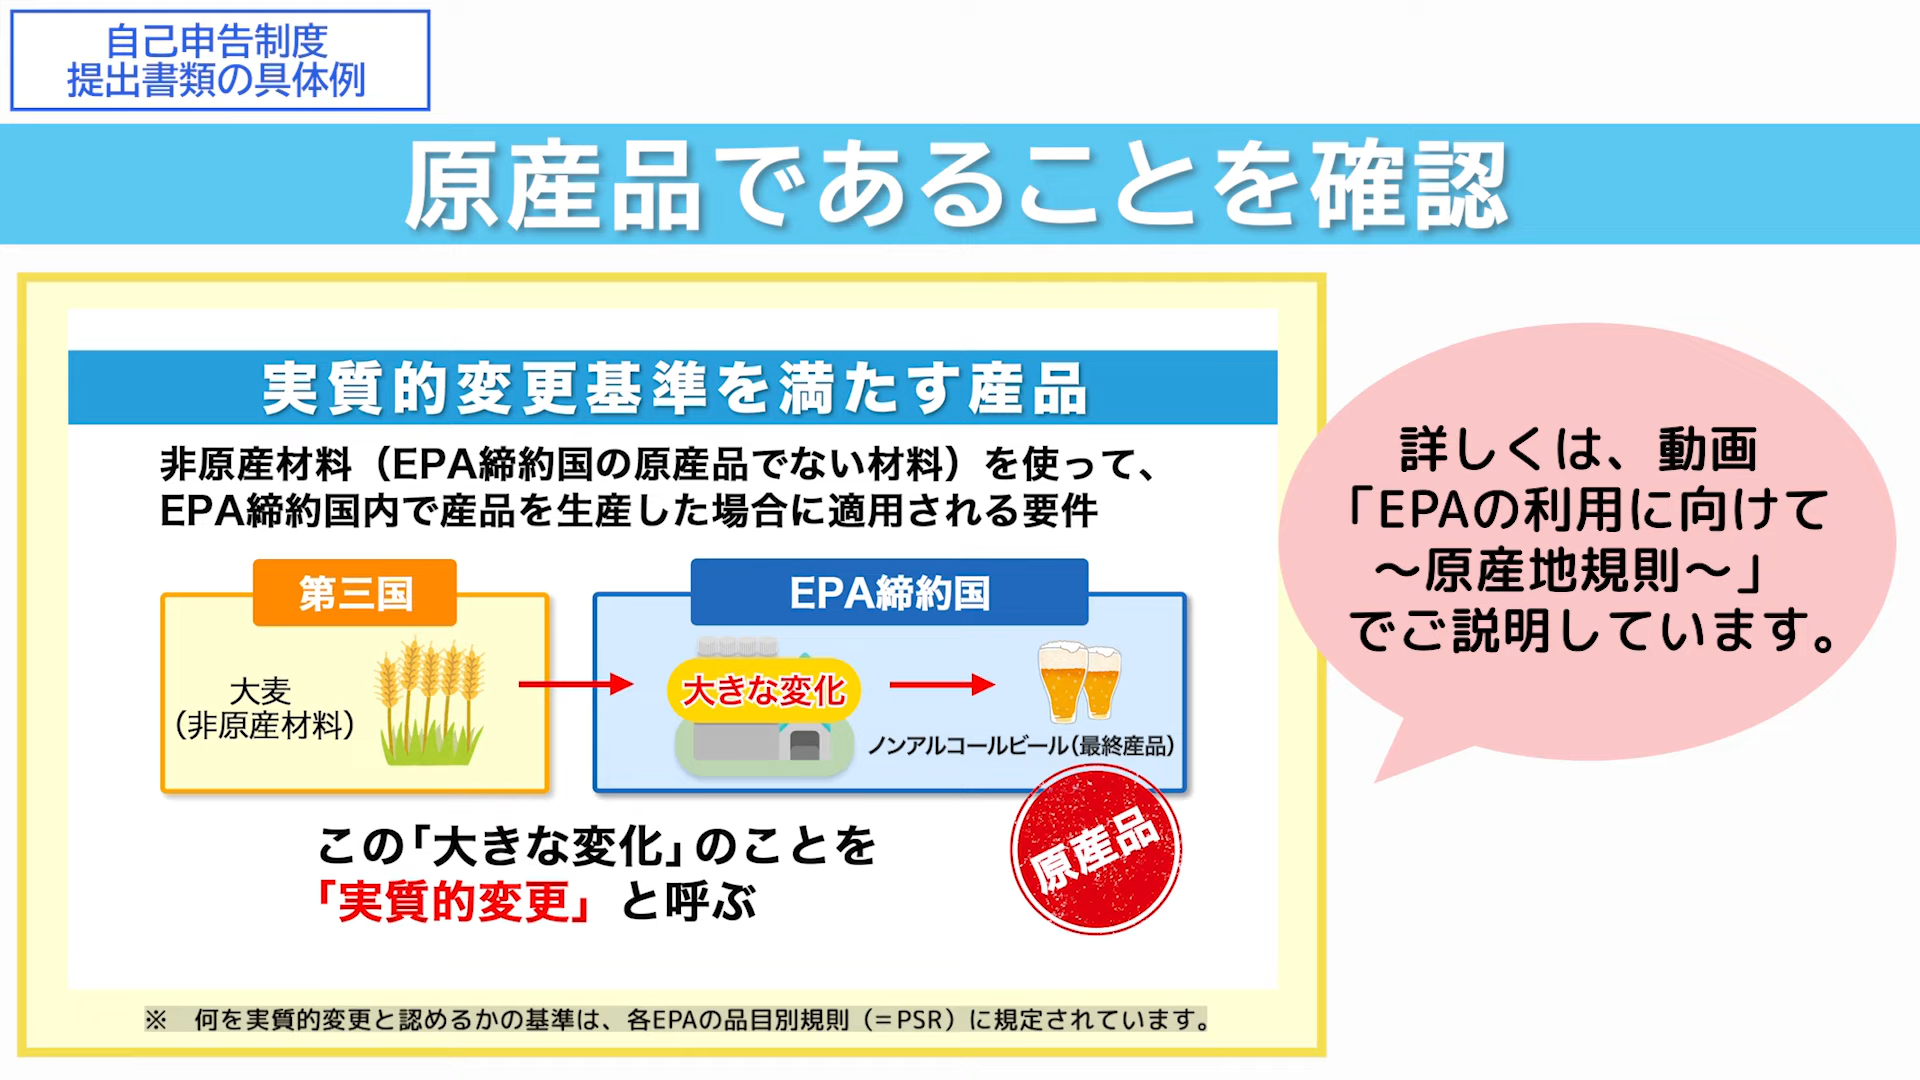 自己申告制度
提出書類の具体例
原産品であることを確認
実質的変更基準を満たす産品
非原産材料（EPA締約国の原産品でない材料）を使って、
EPA締約国内で産品を生産した場合に適用される要件
第三国
大麦
（非原産材料）
EPA締約国
大きな変化
ノンアルコールビール（最終産品）
原産品
この「大きな変化」のことを
「実質的変更」と呼ぶ
※　何を実質的変更と認めるかの基準は、各EPAの品目別規則（＝PSR）に規定されています。
詳しくは、動画
「EPAの利用に向けて
～原産地規則～」
でご説明しています。